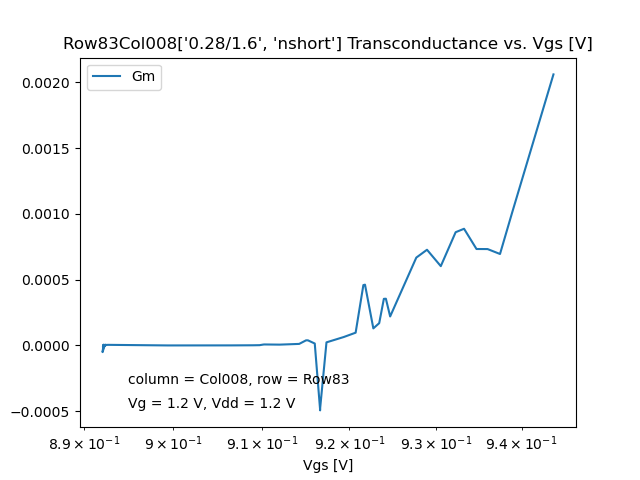 Row83Col008['0.28/1.6', 'nshort'] Transconductance vs. Vgs [V]
Gm
0.0020
0.0015
0.0010
0.0005
0.0000
−0.0005
column = Col008, row = Row83
Vg = 1.2 V, Vdd = 1.2 V
8.9 × 10⁻¹ 9 × 10⁻¹ 9.1 × 10⁻¹ 9.2 × 10⁻¹ 9.3 × 10⁻¹ 9.4 × 10⁻¹
Vgs [V]